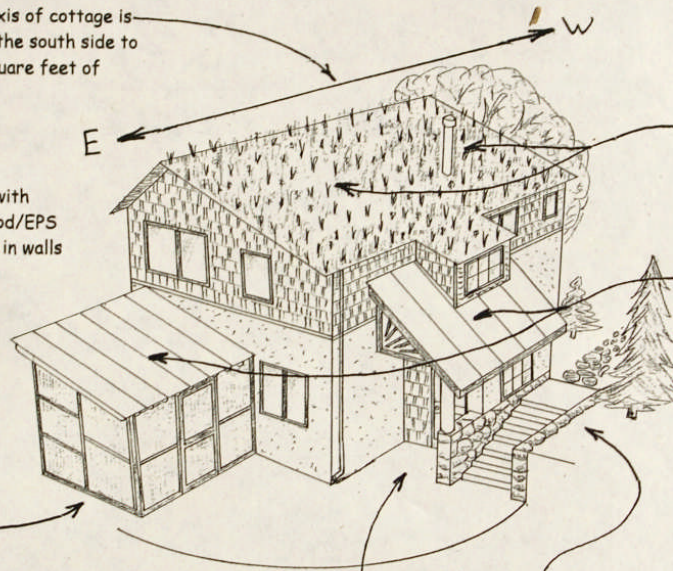 xis of cottage is
the south side to
uare feet of
W
E
with
od/EPS
in walls